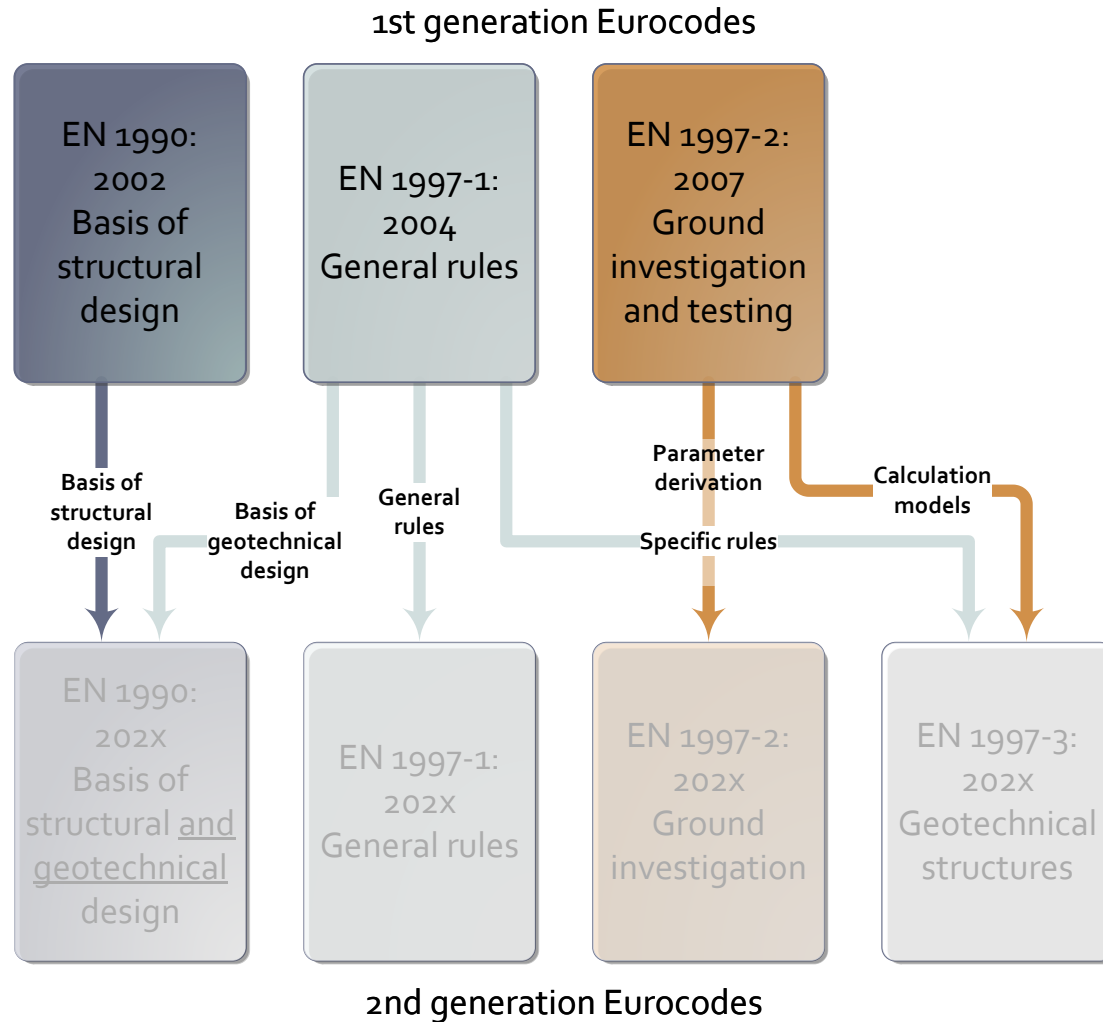 1st generation Eurocodes
EN 1990:
2002
Basis of
structural
design
EN 1997-1:
2004
General rules
EN 1997-2:
2007
Ground
investigation
and testing
Basis of
structural
design
Basis of
geotechnical
design
General
rules
Parameter
derivation
Specific rules
Calculation
models
EN 1990:
202x
Basis of
structural and
geotechnical
design
EN 1997-1:
202x
General rules
EN 1997-2:
202x
Ground
investigation
EN 1997-3:
202x
Geotechnical
structures
2nd generation Eurocodes